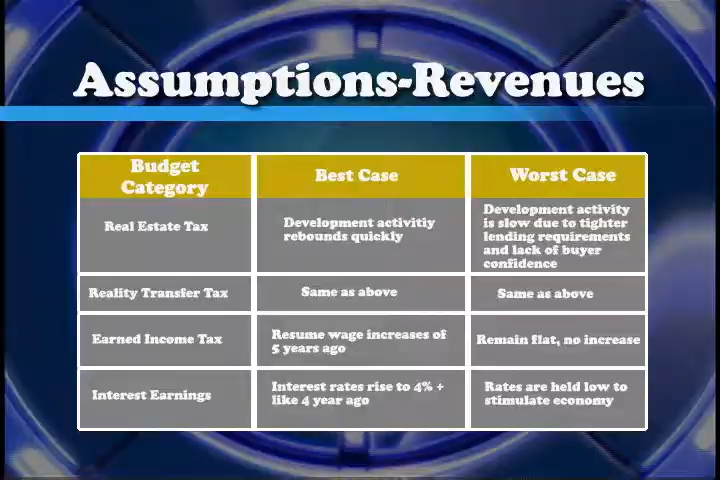 Assumptions-Revenues
Budget
Category
Best Case
Worst Case
Real Estate Tax
Development activitiy
rebounds quickly
Development activity
is slow due to tighter
lending requirements
and lack of buyer
confidence
Reality Transfer Tax
Same as above
Same as above
Earned Income Tax
Resume wage increases of
5 years ago
Remain flat, no increase
Interest Earnings
Interest rates rise to 4% +
like 4 year ago
Rates are held low to
stimulate economy